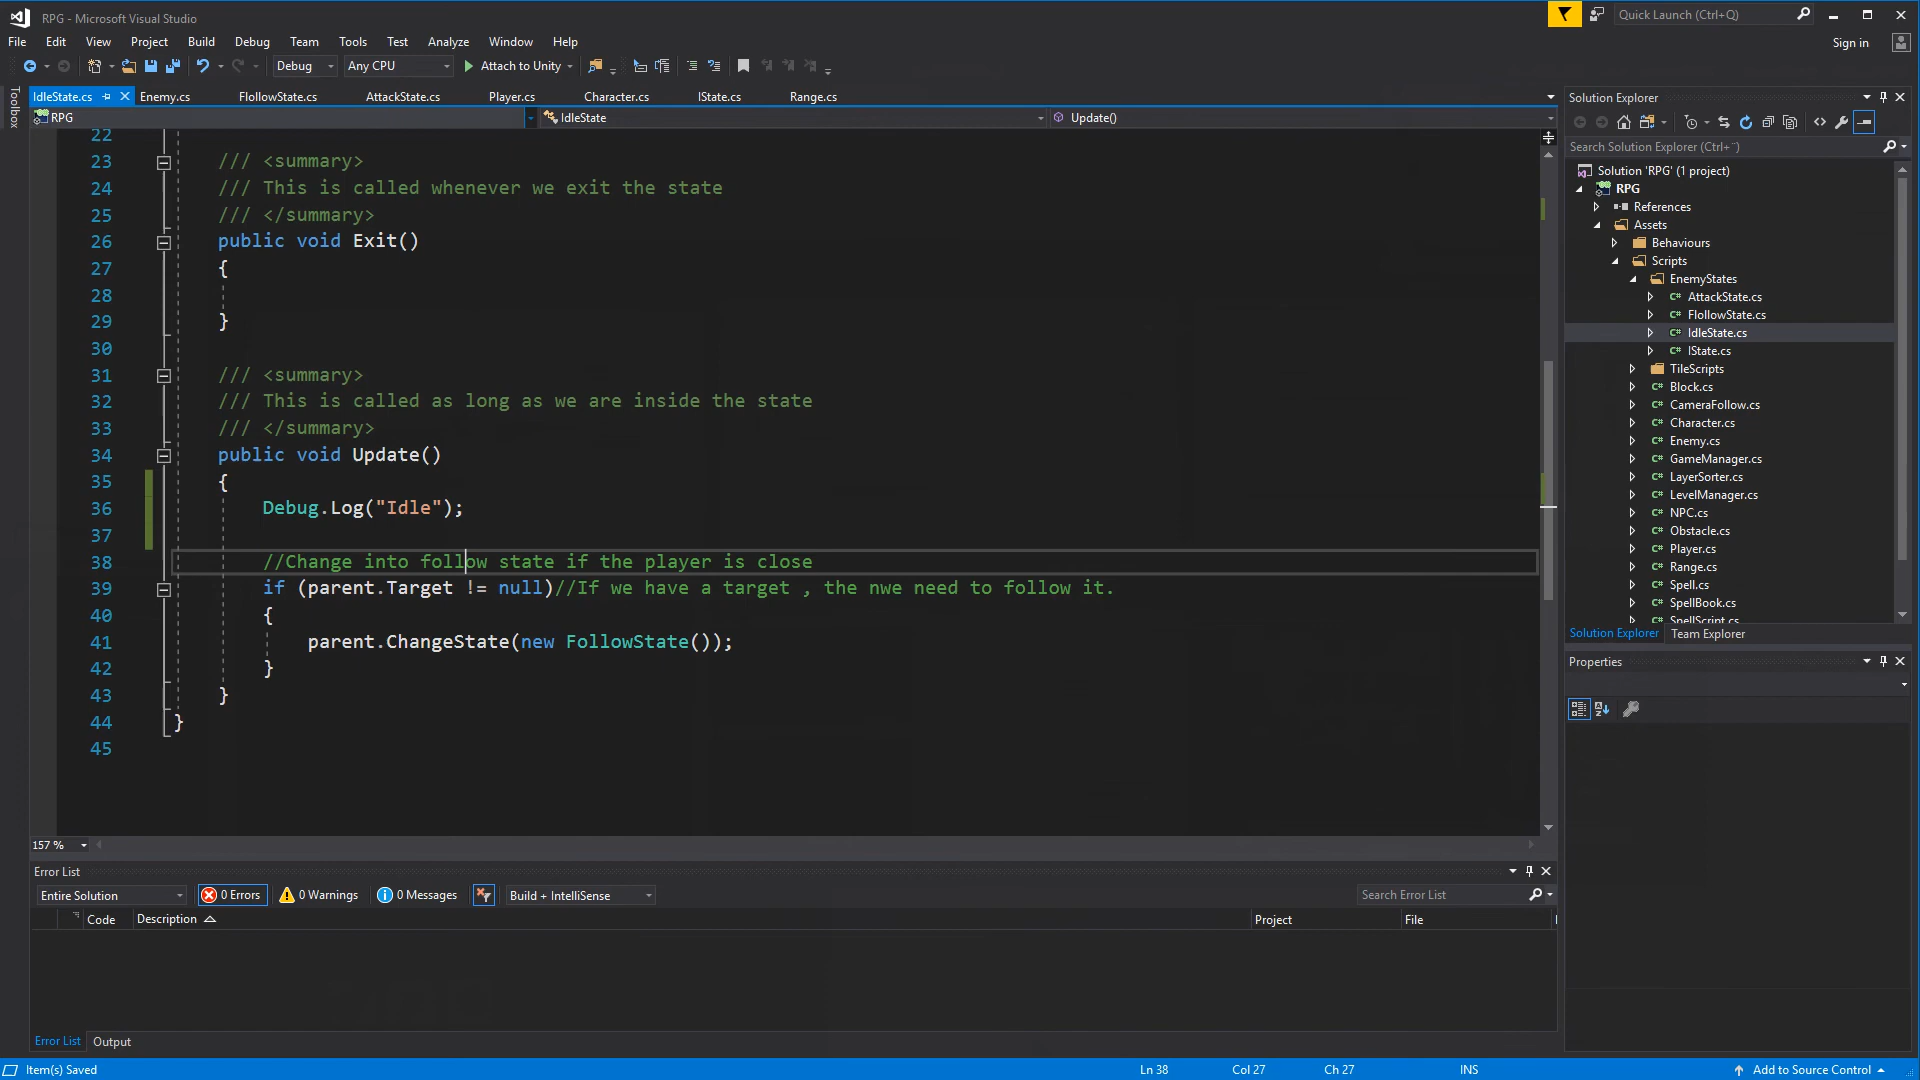 RPG - Microsoft Visual Studio
Quick Launch (Ctrl+Q)
File Edit View Project Build Debug Team Tools Test Analyze Window Help
Sign in
Debug Any CPU Attach to Unity
Toolbox
IdleState.cs Enemy.cs FlollowState.cs AttackState.cs Player.cs Character.cs IState.cs Range.cs
RPG IdleState Update()
22
23 /// <summary>
24 /// This is called whenever we exit the state
25 /// </summary>
26 public void Exit()
27 {
28
29 }
30
31 /// <summary>
32 /// This is called as long as we are inside the state
33 /// </summary>
34 public void Update()
35 {
36 Debug.Log("Idle");
37
38 //Change into follow state if the player is close
39 if (parent.Target != null)//If we have a target , the nwe need to follow it.
40 {
41 parent.ChangeState(new FollowState());
42 }
43 }
44 }
45
157 %
Solution Explorer
Search Solution Explorer (Ctrl+¨)
Solution 'RPG' (1 project)
RPG
References
Assets
Behaviours
Scripts
EnemyStates
C# AttackState.cs
C# FlollowState.cs
C# IdleState.cs
C# IState.cs
TileScripts
C# Block.cs
C# CameraFollow.cs
C# Character.cs
C# Enemy.cs
C# GameManager.cs
C# LayerSorter.cs
C# LevelManager.cs
C# NPC.cs
C# Obstacle.cs
C# Player.cs
C# Range.cs
C# Spell.cs
C# SpellBook.cs
C# SpellScript.cs
Solution Explorer Team Explorer
Properties
Error List
Entire Solution 0 Errors 0 Warnings 0 Messages Build + IntelliSense Search Error List
Code Description Project File
Error List Output
Item(s) Saved Ln 38 Col 27 Ch 27 INS Add to Source Control